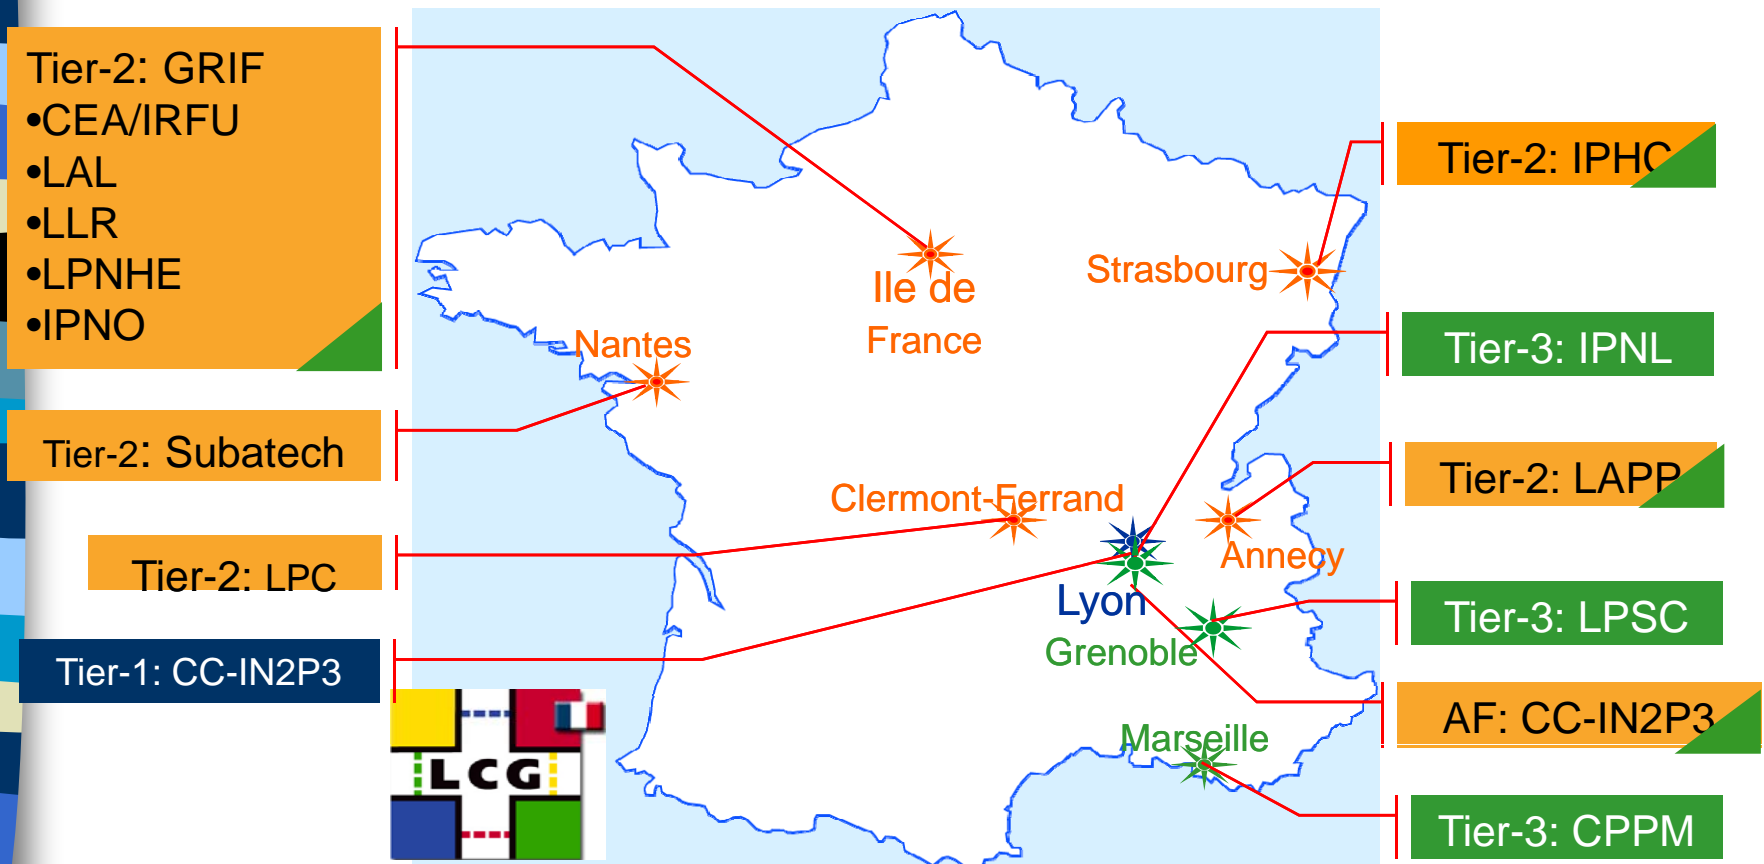 Tier-2: GRIF
•CEA/IRFU
•LAL
•LLR
•LPNHE
•IPNO
Tier-2: Subatech
Tier-2: LPC
Tier-1: CC-IN2P3
Ile de
France
Strasbourg
Nantes
Clermont-Ferrand
Annecy
Lyon
Grenoble
Marseille
LCG
Tier-2: IPHC
Tier-3: IPNL
Tier-2: LAPP
Tier-3: LPSC
AF: CC-IN2P3
Tier-3: CPPM